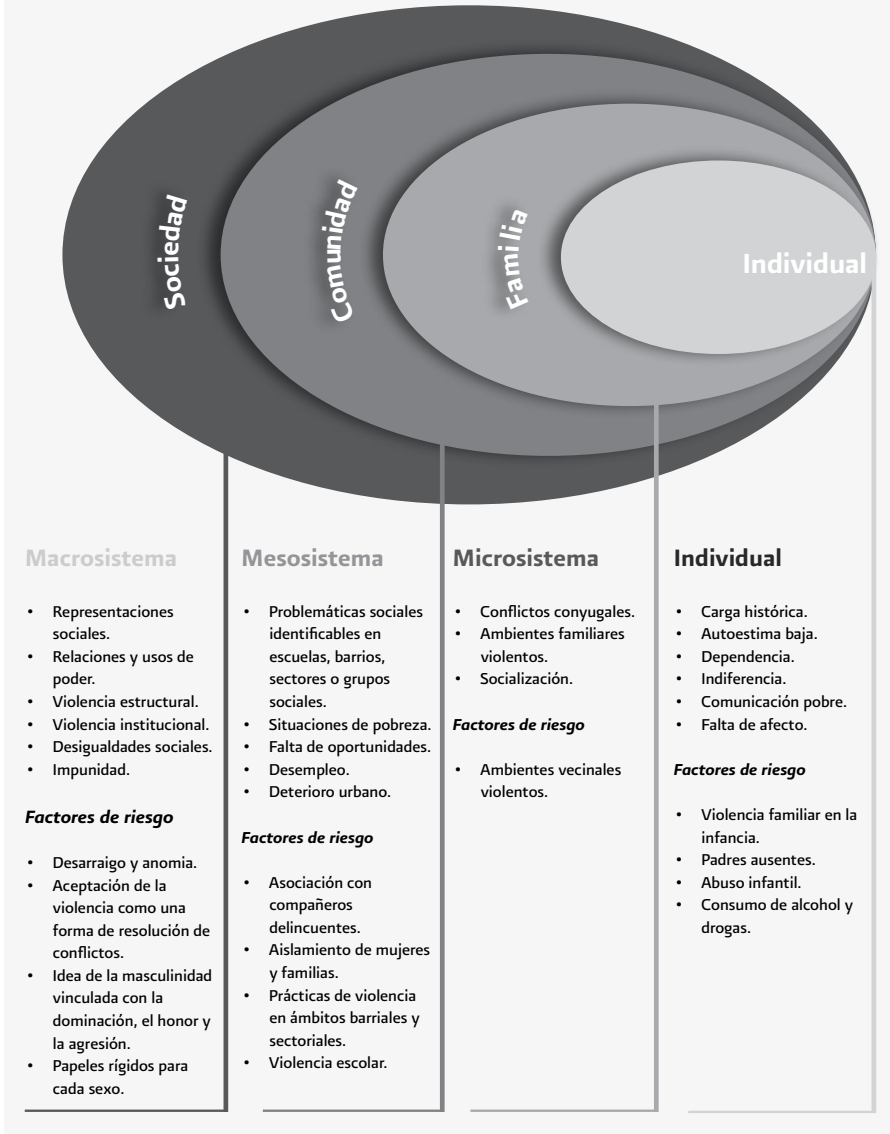 Sociedad
Comunidad
Familia
Individual
Macrosistema
• Representaciones
sociales.
• Relaciones y usos de
poder.
• Violencia estructural.
• Violencia institucional.
• Desigualdades sociales.
• Impunidad.
Factores de riesgo
• Desarraigo y anomia.
• Aceptación de la
violencia como una
forma de resolución de
conflictos.
• Idea de la masculinidad
vinculada con la
dominación, el honor y
la agresión.
• Papeles rígidos para
cada sexo.
Mesosistema
• Problemáticas sociales
identificables en
escuelas, barrios,
sectores o grupos
sociales.
• Situaciones de pobreza.
• Falta de oportunidades.
• Desempleo.
• Deterioro urbano.
Factores de riesgo
• Asociación con
compañeros
delincuentes.
• Aislamiento de mujeres
y familias.
• Prácticas de violencia
en ámbitos barriales y
sectoriales.
• Violencia escolar.
Microsistema
• Conflictos conyugales.
• Ambientes familiares
violentos.
• Socialización.
Factores de riesgo
• Ambientes vecinales
violentos.
Individual
• Carga histórica.
• Autoestima baja.
• Dependencia.
• Indiferencia.
• Comunicación pobre.
• Falta de afecto.
Factores de riesgo
• Violencia familiar en la
infancia.
• Padres ausentes.
• Abuso infantil.
• Consumo de alcohol y
drogas.